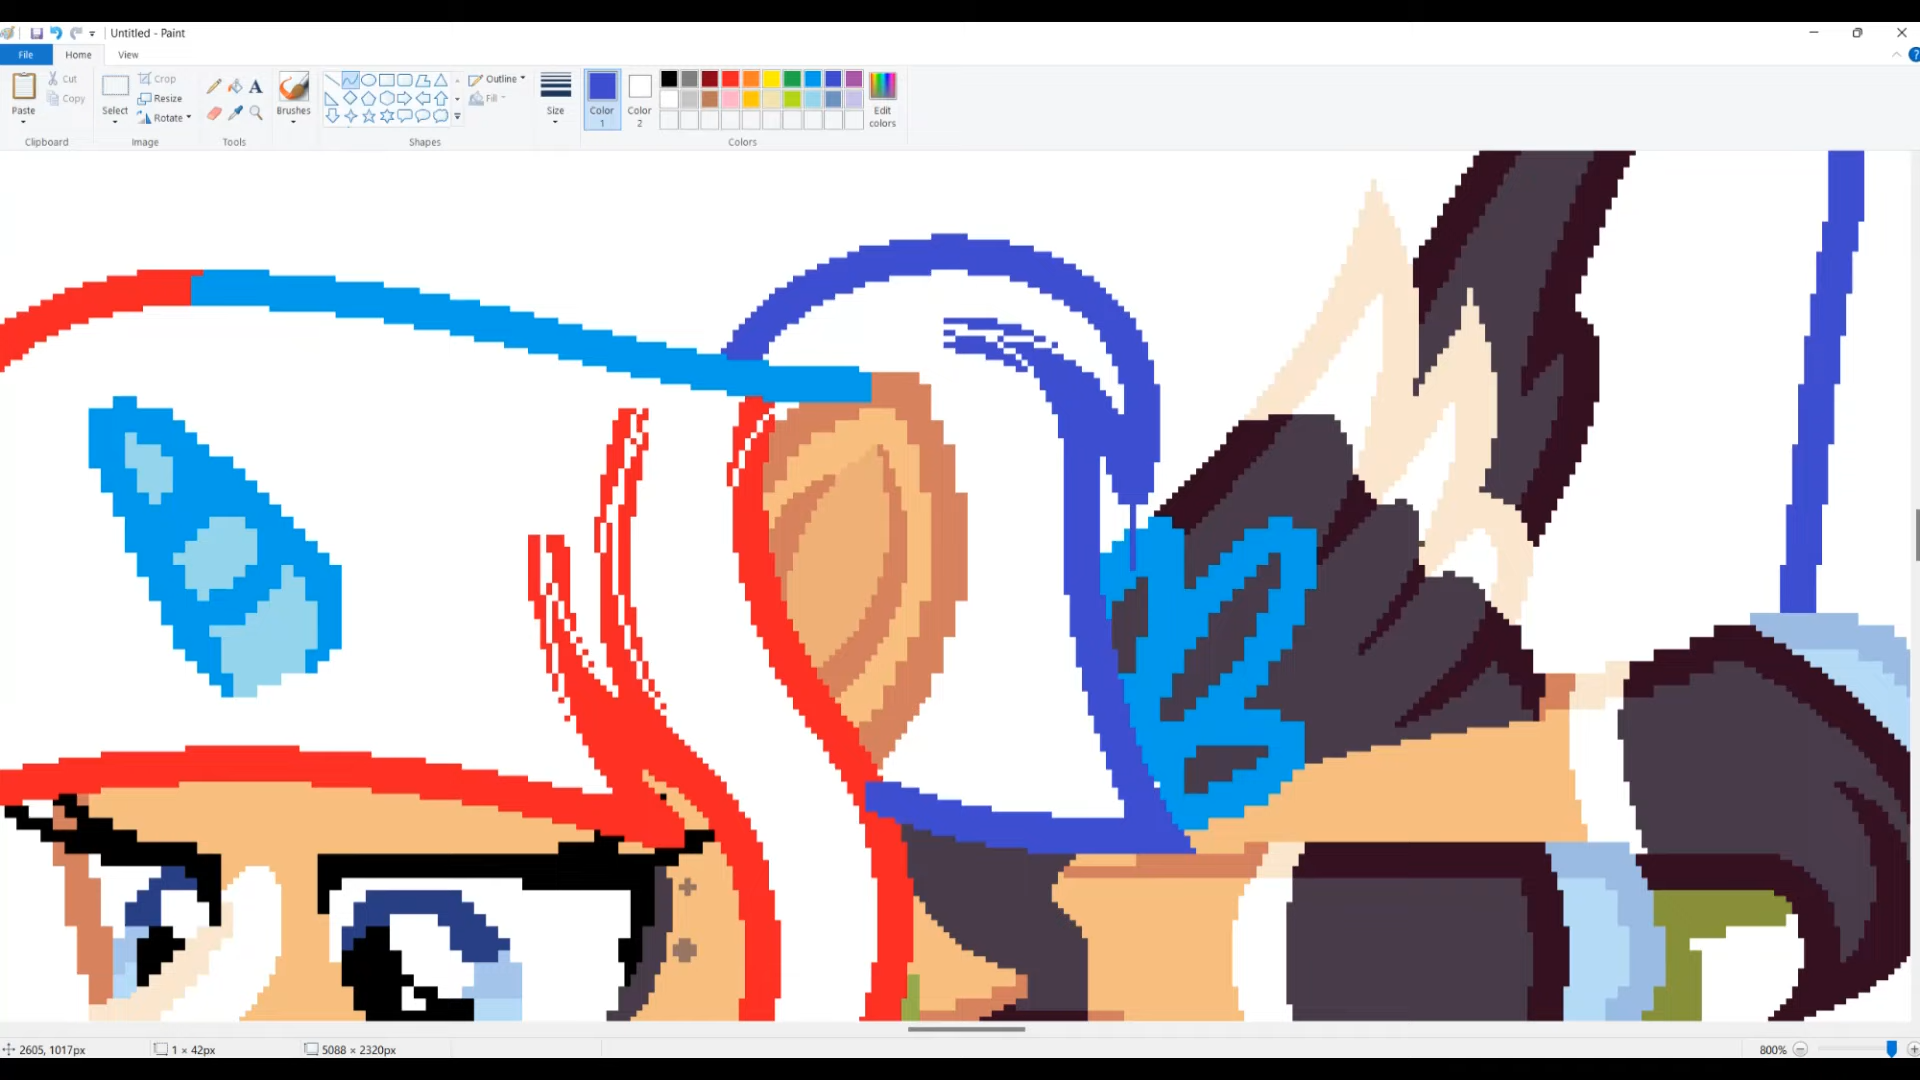 Untitled - Paint
File Home View
Paste
Cut
Copy
Clipboard
Select
Crop
Resize
Rotate
Image
A
Tools
Brushes
Shapes
Outline
Fill
Size
Color
1
Color
2
Edit
colors
Colors
2605, 1017px
1 × 42px
5088 × 2320px
800%